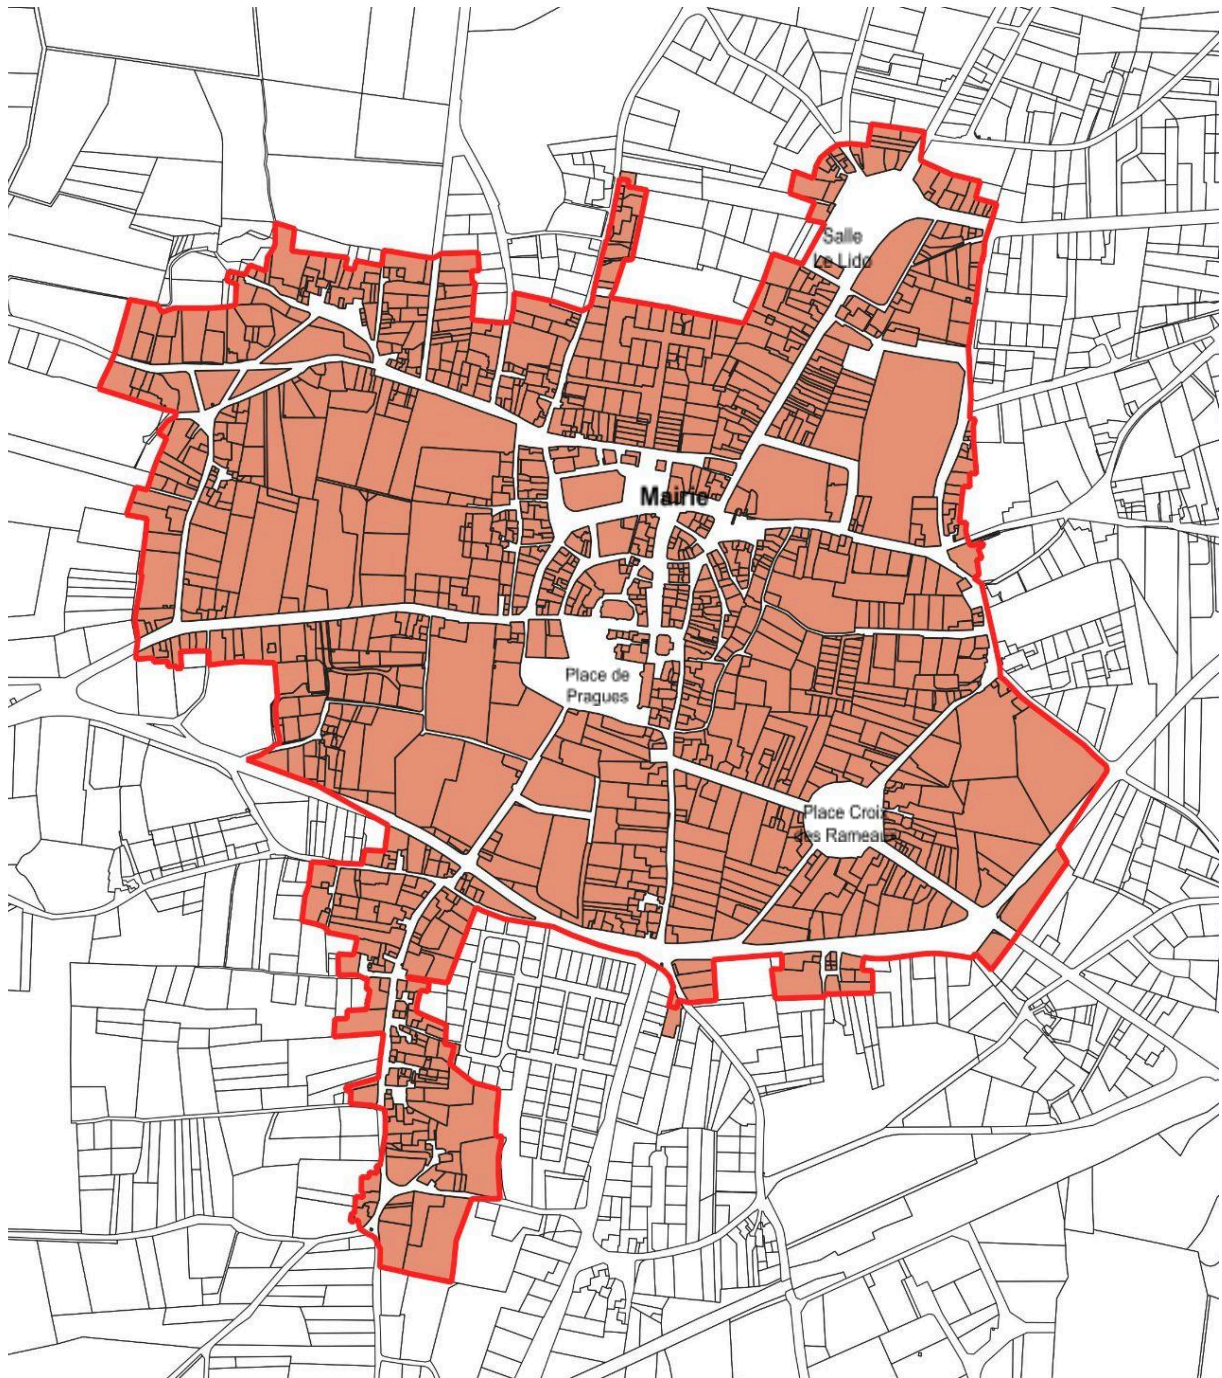 Salle
Le Lido
Mairie
Place de
Pragues
Place Croix
des Rameaux